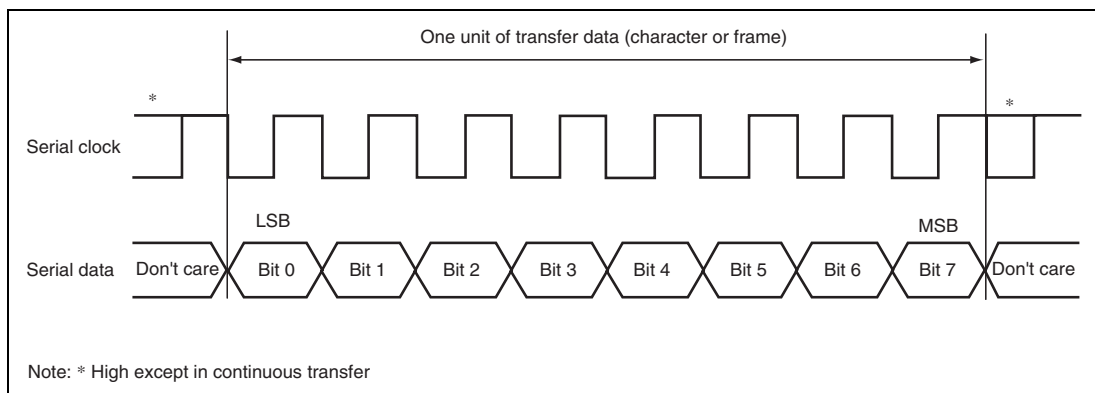 One unit of transfer data (character or frame)
* *
Serial clock
LSB MSB
Serial data Don't care Bit 0 Bit 1 Bit 2 Bit 3 Bit 4 Bit 5 Bit 6 Bit 7 Don't care
Note: * High except in continuous transfer